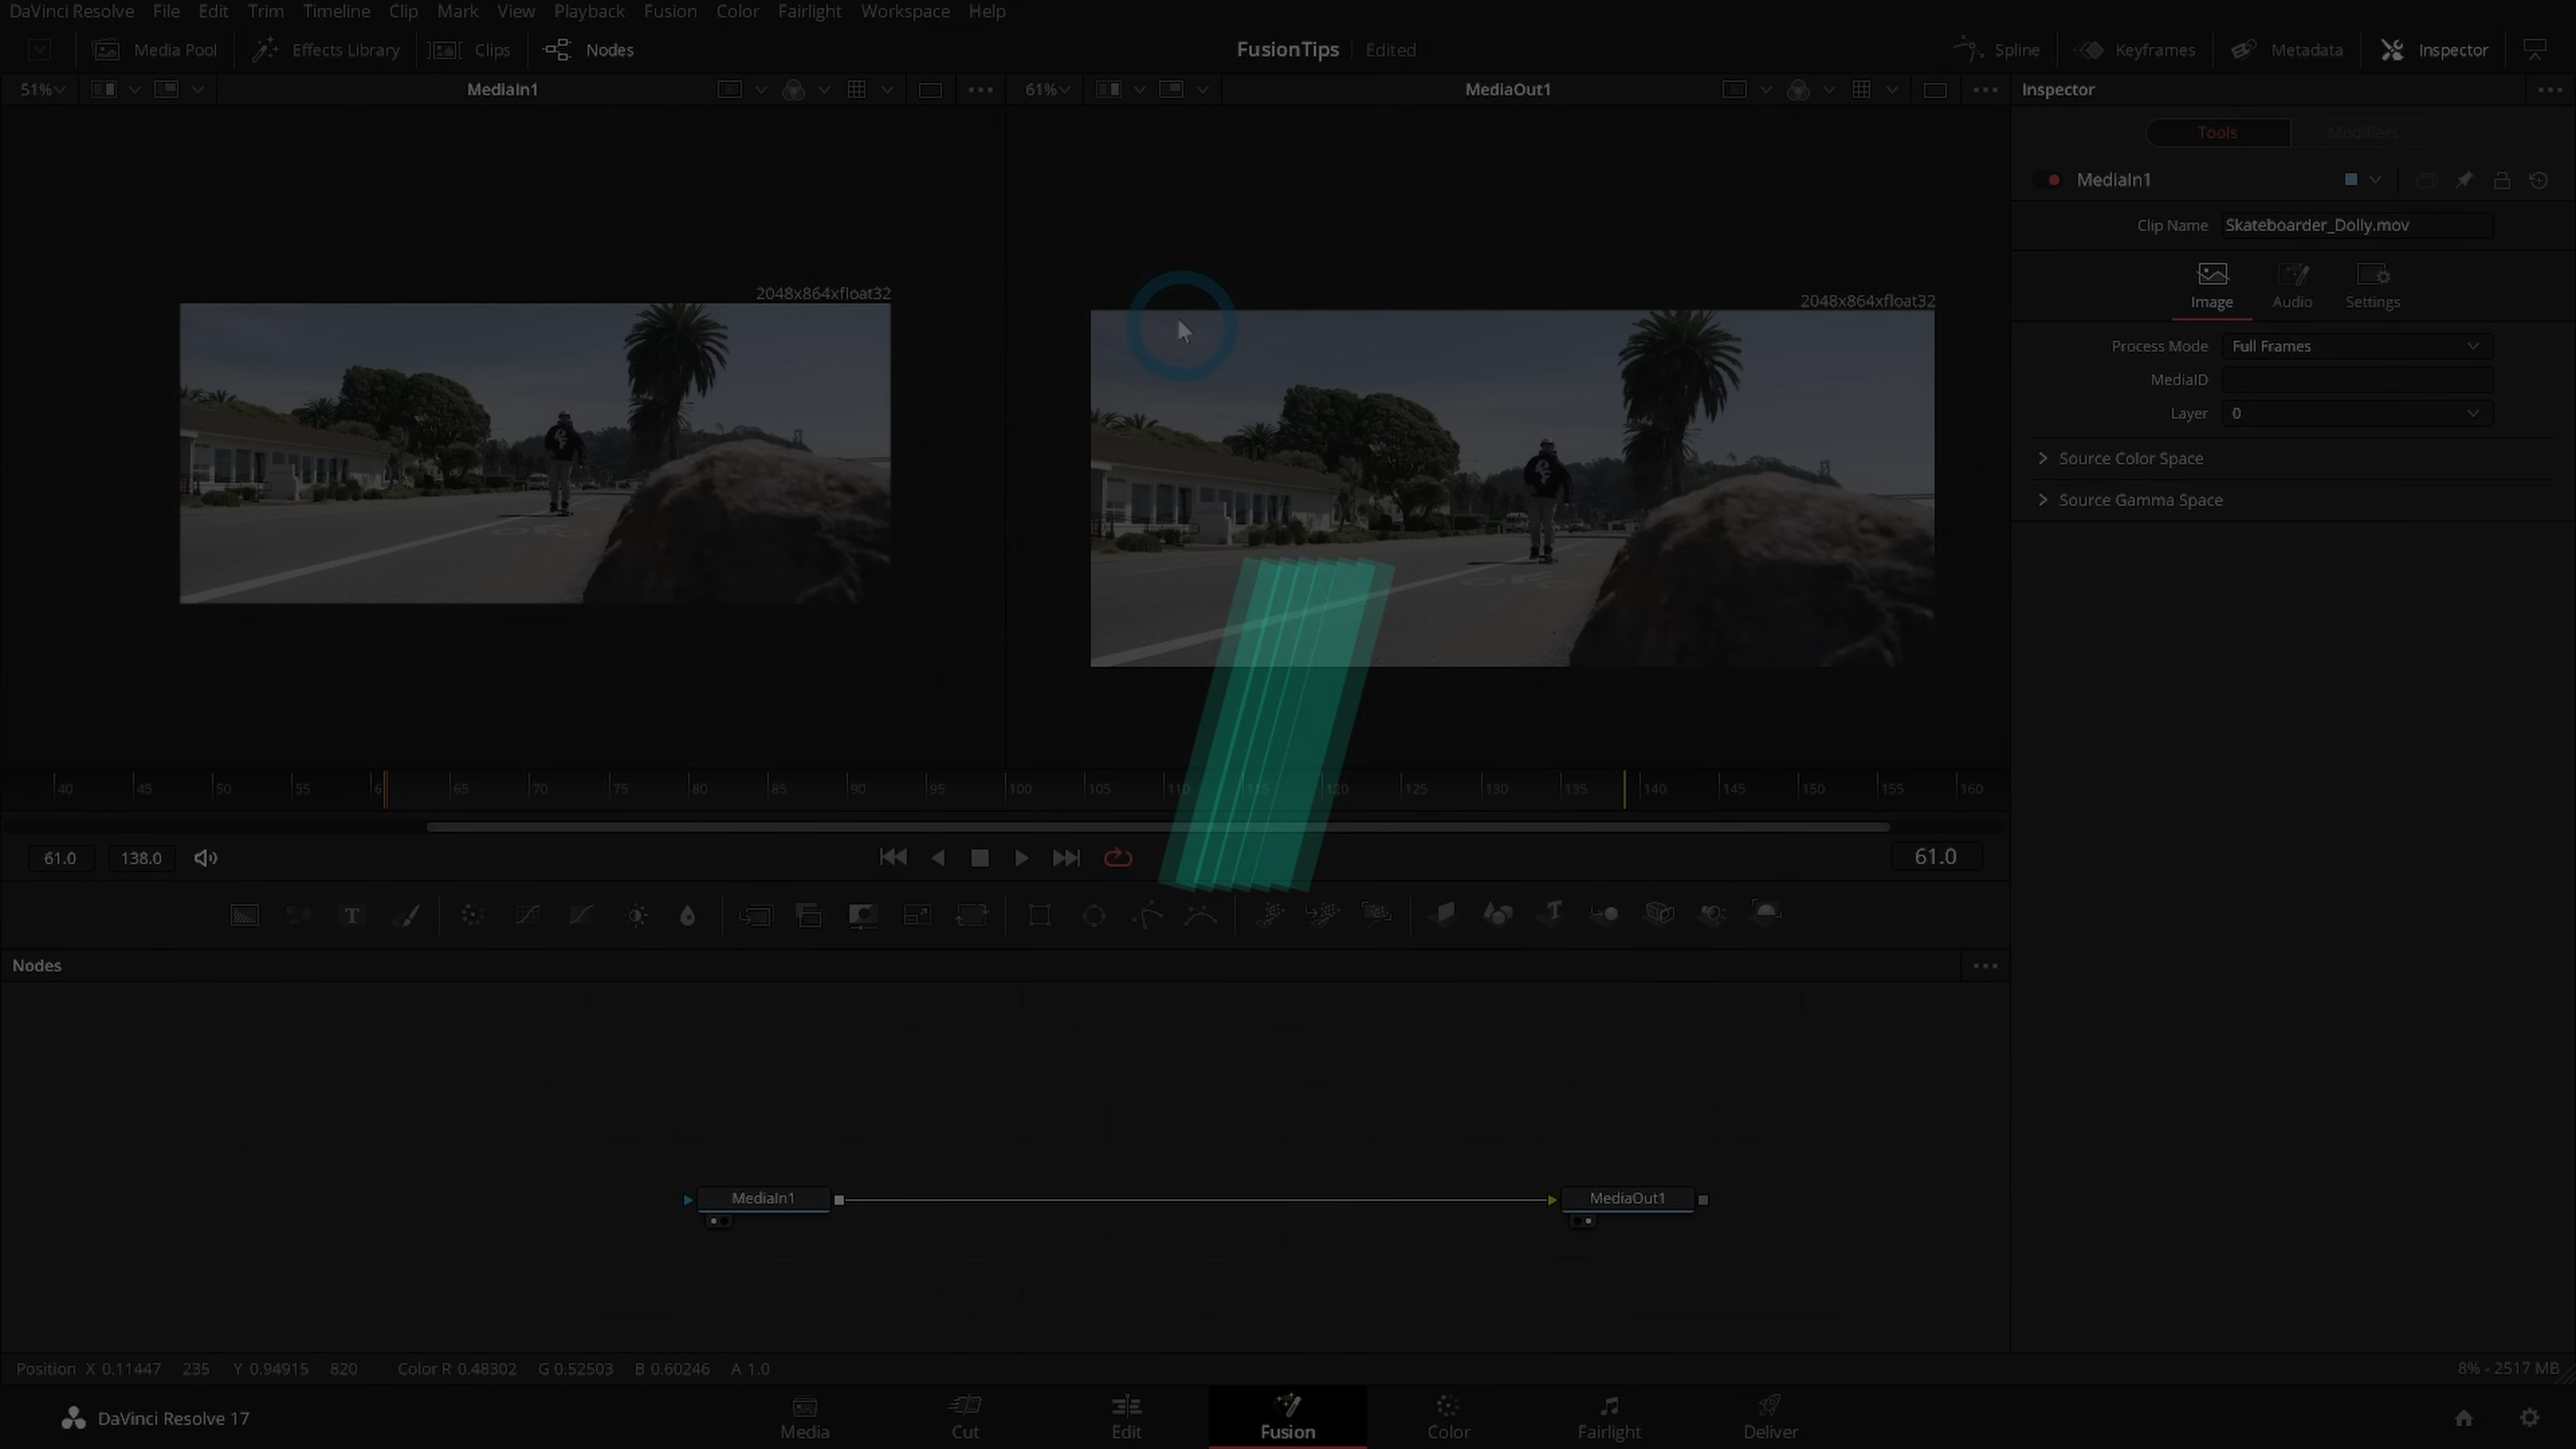 DaVinci Resolve File Edit Trim Timeline Clip Mark View Playback Fusion Color Fairlight Workspace Help
Media Pool Effects Library Clips Nodes FusionTips Edited Spline Keyframes Metadata Inspector
51% MediaIn1 61% MediaOut1 Inspector
Tools Modifiers
MediaIn1
Clip Name Skateboarder_Dolly.mov
2048x864xfloat32 2048x864xfloat32
Image Audio Settings
Process Mode Full Frames
MediaID
Layer 0
Source Color Space
Source Gamma Space
40 45 50 55 6 65 70 75 80 85 90 95 100 105 110 115 120 125 130 135 140 145 150 155 160
61.0 138.0 61.0
T T
Nodes
MediaIn1 MediaOut1
Position X 0.11447 235 Y 0.94915 820 Color R 0.48302 G 0.52503 B 0.60246 A 1.0 8% - 2517 MB
DaVinci Resolve 17 Media Cut Edit Fusion Color Fairlight Deliver